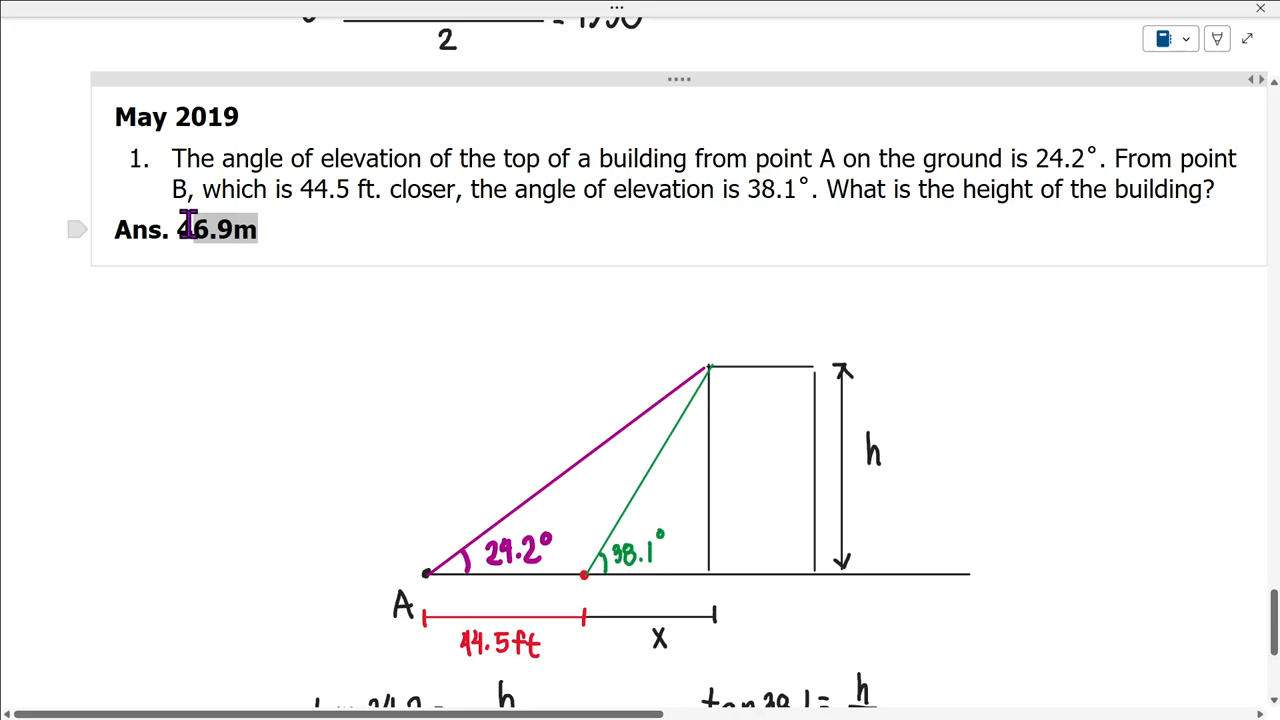 2
May 2019
1. The angle of elevation of the top of a building from point A on the ground is 24.2˚. From point
B, which is 44.5 ft. closer, the angle of elevation is 38.1˚. What is the height of the building?
Ans. 46.9m
h
24.2°
38.1°
A
44.5ft
x
h
h
tan 38.1 =